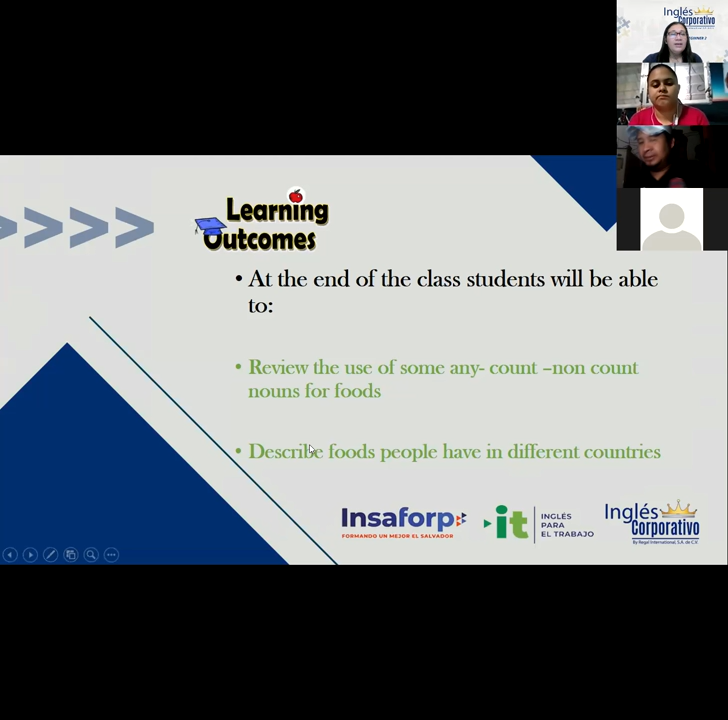 Inglés
Corporativo
Learning
Outcomes
• At the end of the class students will be able
to:
• Review the use of some any- count –non count
nouns for foods
• Describe foods people have in different countries
Insaforp
FORMANDO UN MEJOR EL SALVADOR
it
INGLÉS
PARA
EL TRABAJO
Inglés
Corporativo
By Regal International, S.A. de C.V.